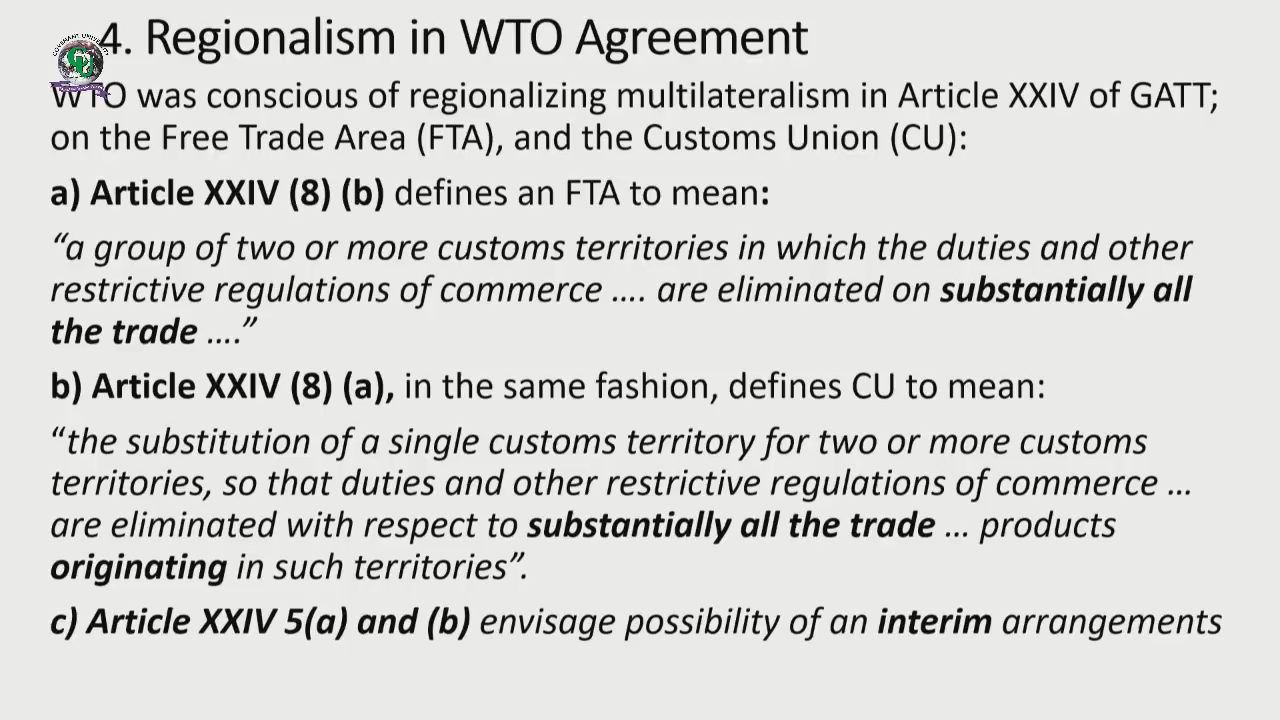 COVENANT UNIVERSITY
4. Regionalism in WTO Agreement
WTO was conscious of regionalizing multilateralism in Article XXIV of GATT;
on the Free Trade Area (FTA), and the Customs Union (CU):
a) Article XXIV (8) (b) defines an FTA to mean:
“a group of two or more customs territories in which the duties and other
restrictive regulations of commerce …. are eliminated on substantially all
the trade ….”
b) Article XXIV (8) (a), in the same fashion, defines CU to mean:
“the substitution of a single customs territory for two or more customs
territories, so that duties and other restrictive regulations of commerce …
are eliminated with respect to substantially all the trade … products
originating in such territories”.
c) Article XXIV 5(a) and (b) envisage possibility of an interim arrangements